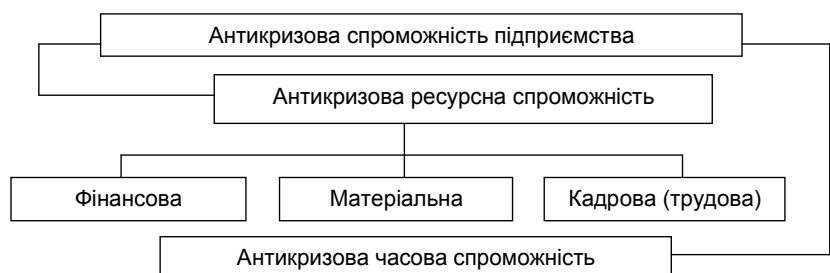 Антикризова спроможність підприємства
Антикризова ресурсна спроможність
Фінансова
Матеріальна
Кадрова (трудова)
Антикризова часова спроможність